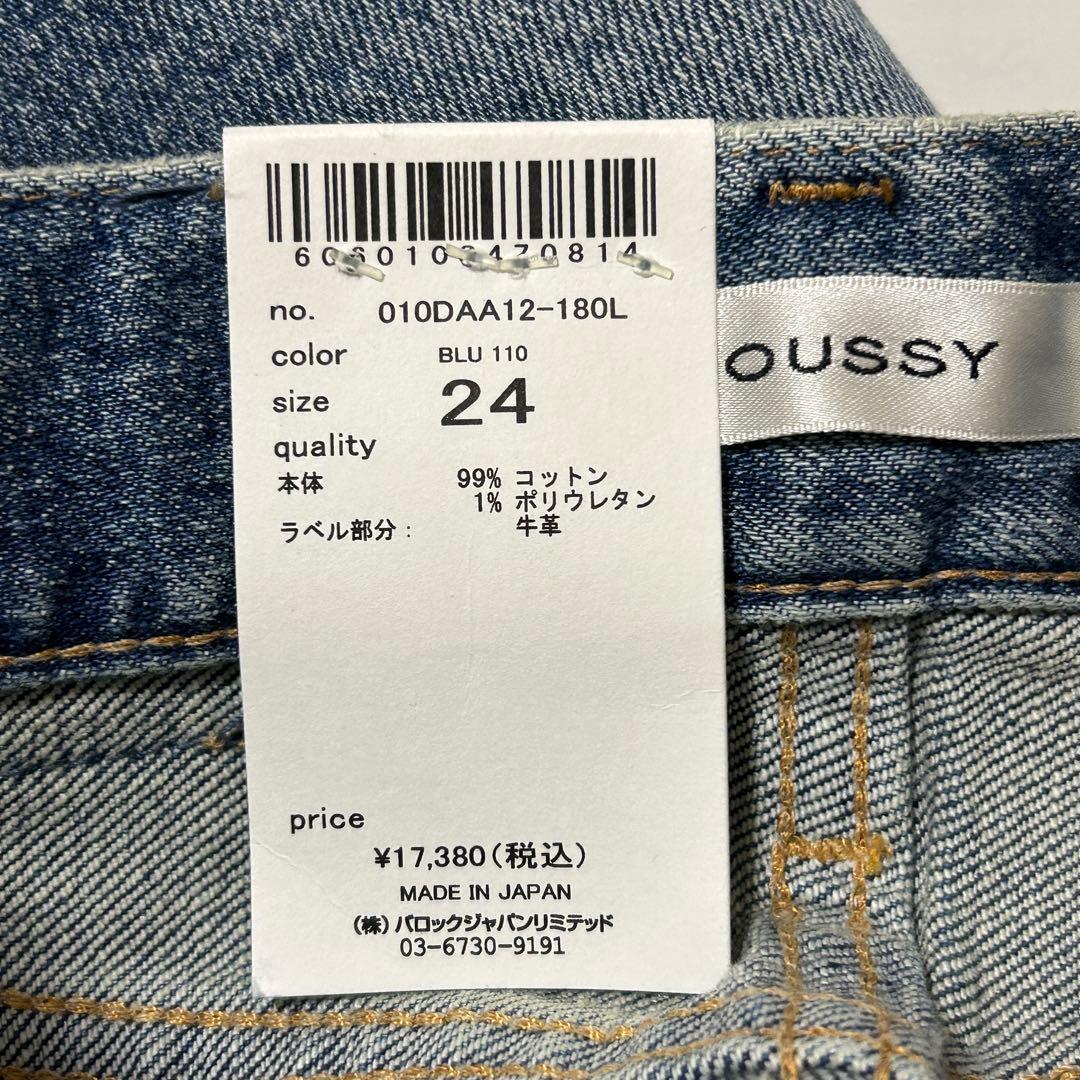 010DAA12-180L
no.
color BLU 110
size 24
quality
本体 99% コットン
1% ポリウレタン
ラベル部分: 牛革
price
¥17,380(税込)
MADE IN JAPAN
(株)バロックジャパンリミテッド
03-6730-9191
OUSSY